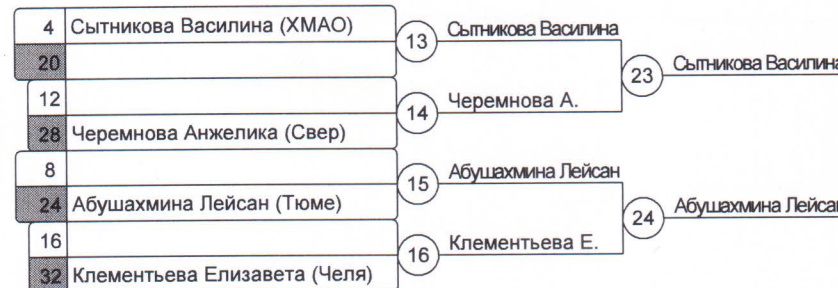 4 Сытникова Василина (ХМАО)
20
13 Сытникова Василина
23 Сытникова Василина
12
28 Черемнова Анжелика (Свер)
14 Черемнова А.
8
24 Абушахмина Лейсан (Тюме)
15 Абушахмина Лейсан
24 Абушахмина Лейсан
16
32 Клементьева Елизавета (Челя)
16 Клементьева Е.